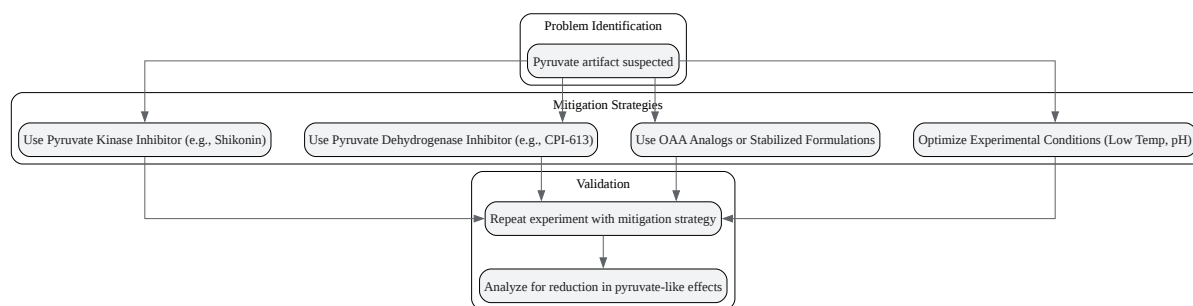 Problem Identification
Pyruvate artifact suspected
Mitigation Strategies
Use Pyruvate Kinase Inhibitor (e.g., Shikonin)
Use Pyruvate Dehydrogenase Inhibitor (e.g., CPI-613)
Use OAA Analogs or Stabilized Formulations
Optimize Experimental Conditions (Low Temp, pH)
Validation
Repeat experiment with mitigation strategy
Analyze for reduction in pyruvate-like effects